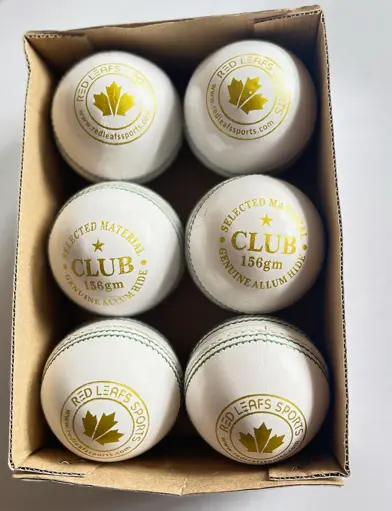 RED LEAFS
www.redleafssports.com
RED LEAFS SPORTS
www.redleafssports.com
SELECTED MATERIAL
CLUB
156gm
GENUINE ALLUM HIDE
SELECTED MATERIAL
CLUB
156gm
GENUINE ALLUM HIDE
RED LEAFS SPORTS
RED LEAFS SPORTS